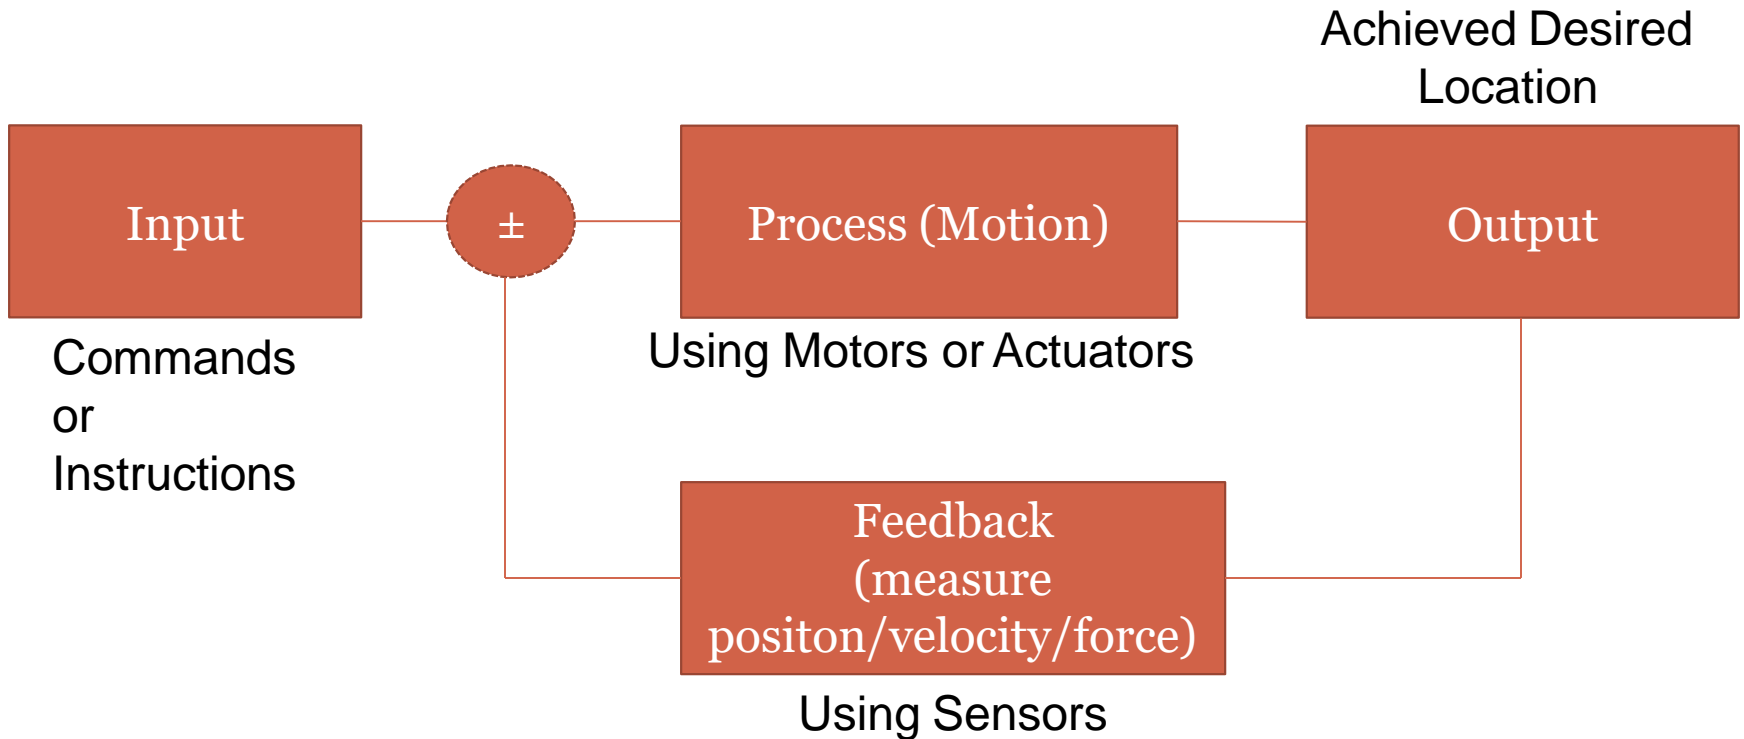 Achieved Desired
Location
Input
±
Process (Motion)
Output
Commands
or
Instructions
Using Motors or Actuators
Feedback
(measure
positon/velocity/force)
Using Sensors